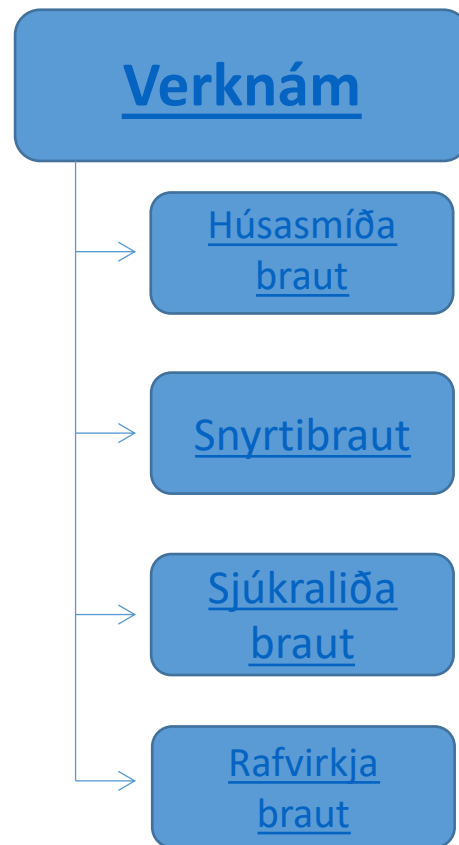 Verknám
Húsasmíða
braut
Snyrtibraut
Sjúkraliða
braut
Rafvirkja
braut